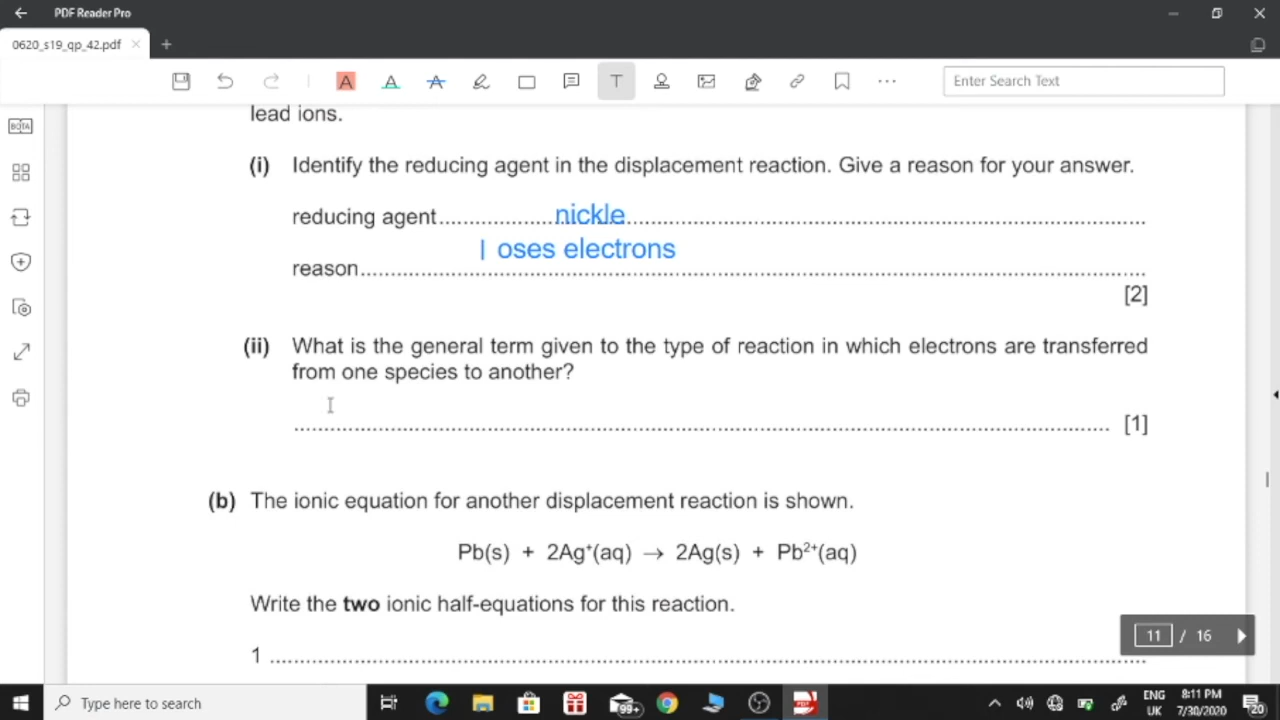 PDF Reader Pro
0620_s19_qp_42.pdf
Enter Search Text
BOTA
lead ions.
(i) Identify the reducing agent in the displacement reaction. Give a reason for your answer.
reducing agent nickle
l oses electrons
reason
[2]
(ii) What is the general term given to the type of reaction in which electrons are transferred
from one species to another?
[1]
(b) The ionic equation for another displacement reaction is shown.
Pb(s) + 2Ag⁺(aq) → 2Ag(s) + Pb²⁺(aq)
Write the two ionic half-equations for this reaction.
1
11 / 16
Type here to search
99+
ENG
UK
8:11 PM
7/30/2020
20